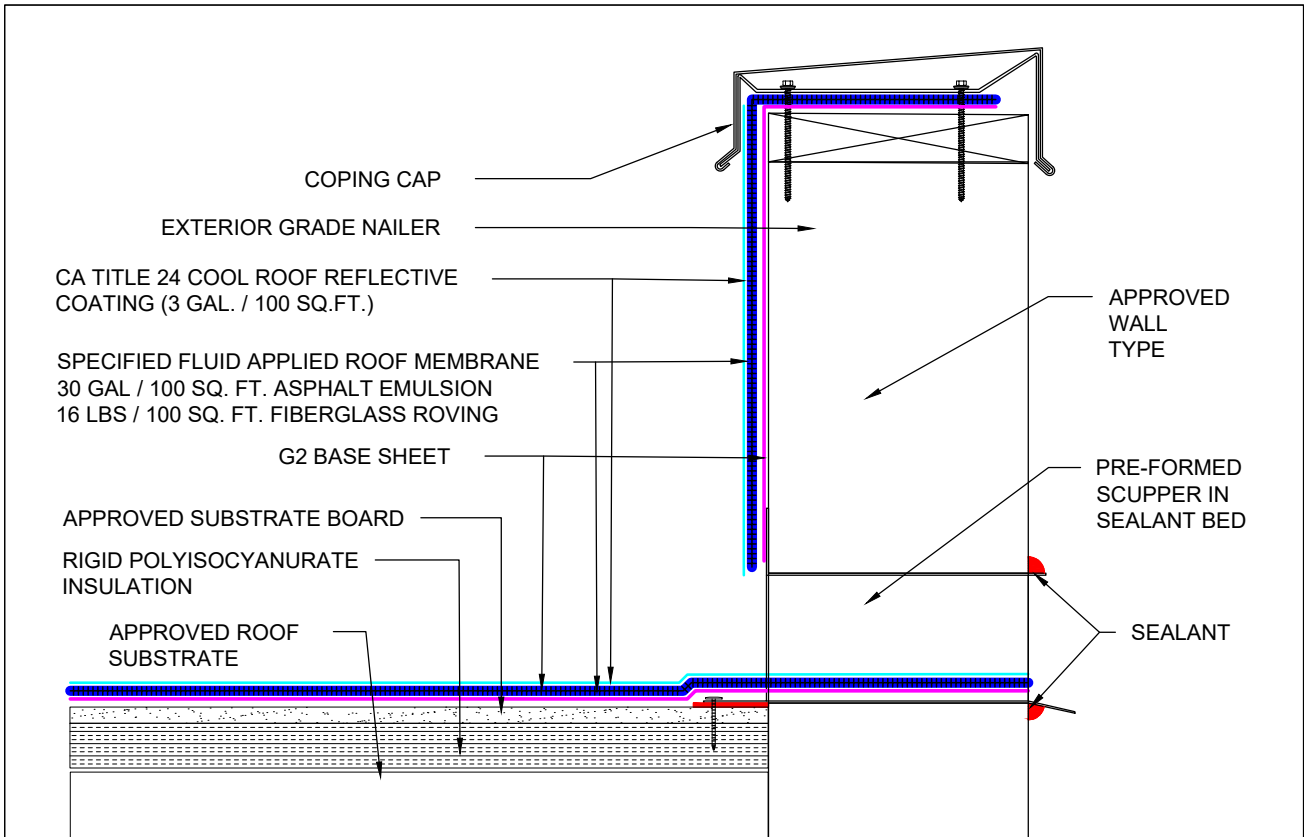 COPING CAP
EXTERIOR GRADE NAILER
CA TITLE 24 COOL ROOF REFLECTIVE
COATING (3 GAL. / 100 SQ.FT.)
SPECIFIED FLUID APPLIED ROOF MEMBRANE
30 GAL / 100 SQ. FT. ASPHALT EMULSION
16 LBS / 100 SQ. FT. FIBERGLASS ROVING
G2 BASE SHEET
APPROVED SUBSTRATE BOARD
RIGID POLYISOCYANURATE
INSULATION
APPROVED ROOF
SUBSTRATE
APPROVED
WALL
TYPE
PRE-FORMED
SCUPPER IN
SEALANT BED
SEALANT